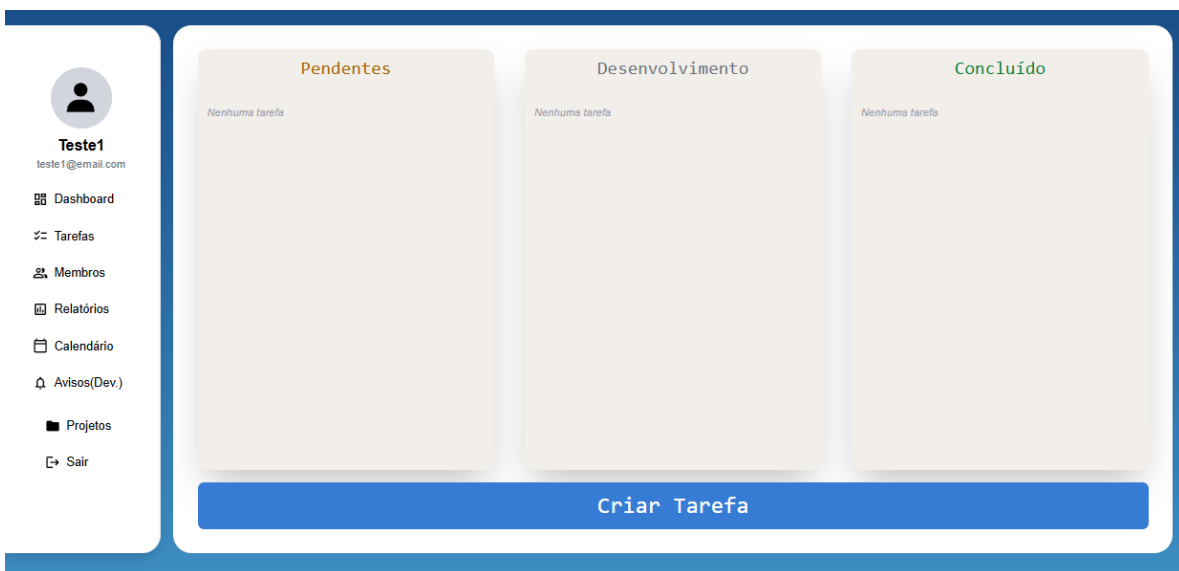 Teste1
teste1@email.com
Dashboard
Tarefas
Membros
Relatórios
Calendário
Avisos(Dev.)
Projetos
Sair
Pendentes
Nenhuma tarefa
Desenvolvimento
Nenhuma tarefa
Concluído
Nenhuma tarefa
Criar Tarefa